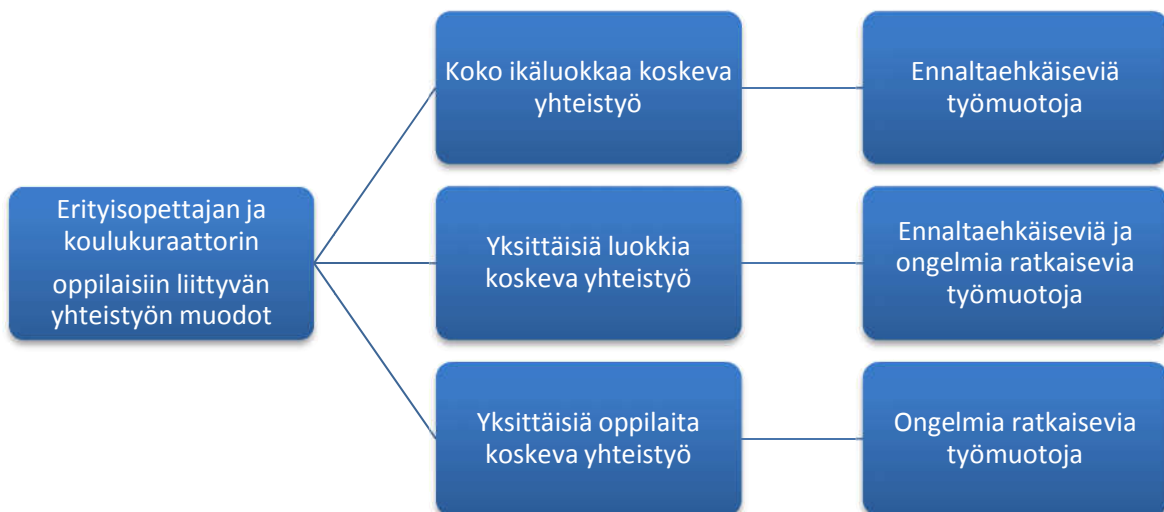 Erityisopettajan ja
koulukuraattorin
oppilaisiin liittyvän
yhteistyön muodot
Koko ikäluokkaa koskeva
yhteistyö
Ennaltaehkäiseviä
työmuotoja
Yksittäisiä luokkia
koskeva yhteistyö
Ennaltaehkäiseviä ja
ongelmia ratkaisevia
työmuotoja
Yksittäisiä oppilaita
koskeva yhteistyö
Ongelmia ratkaisevia
työmuotoja